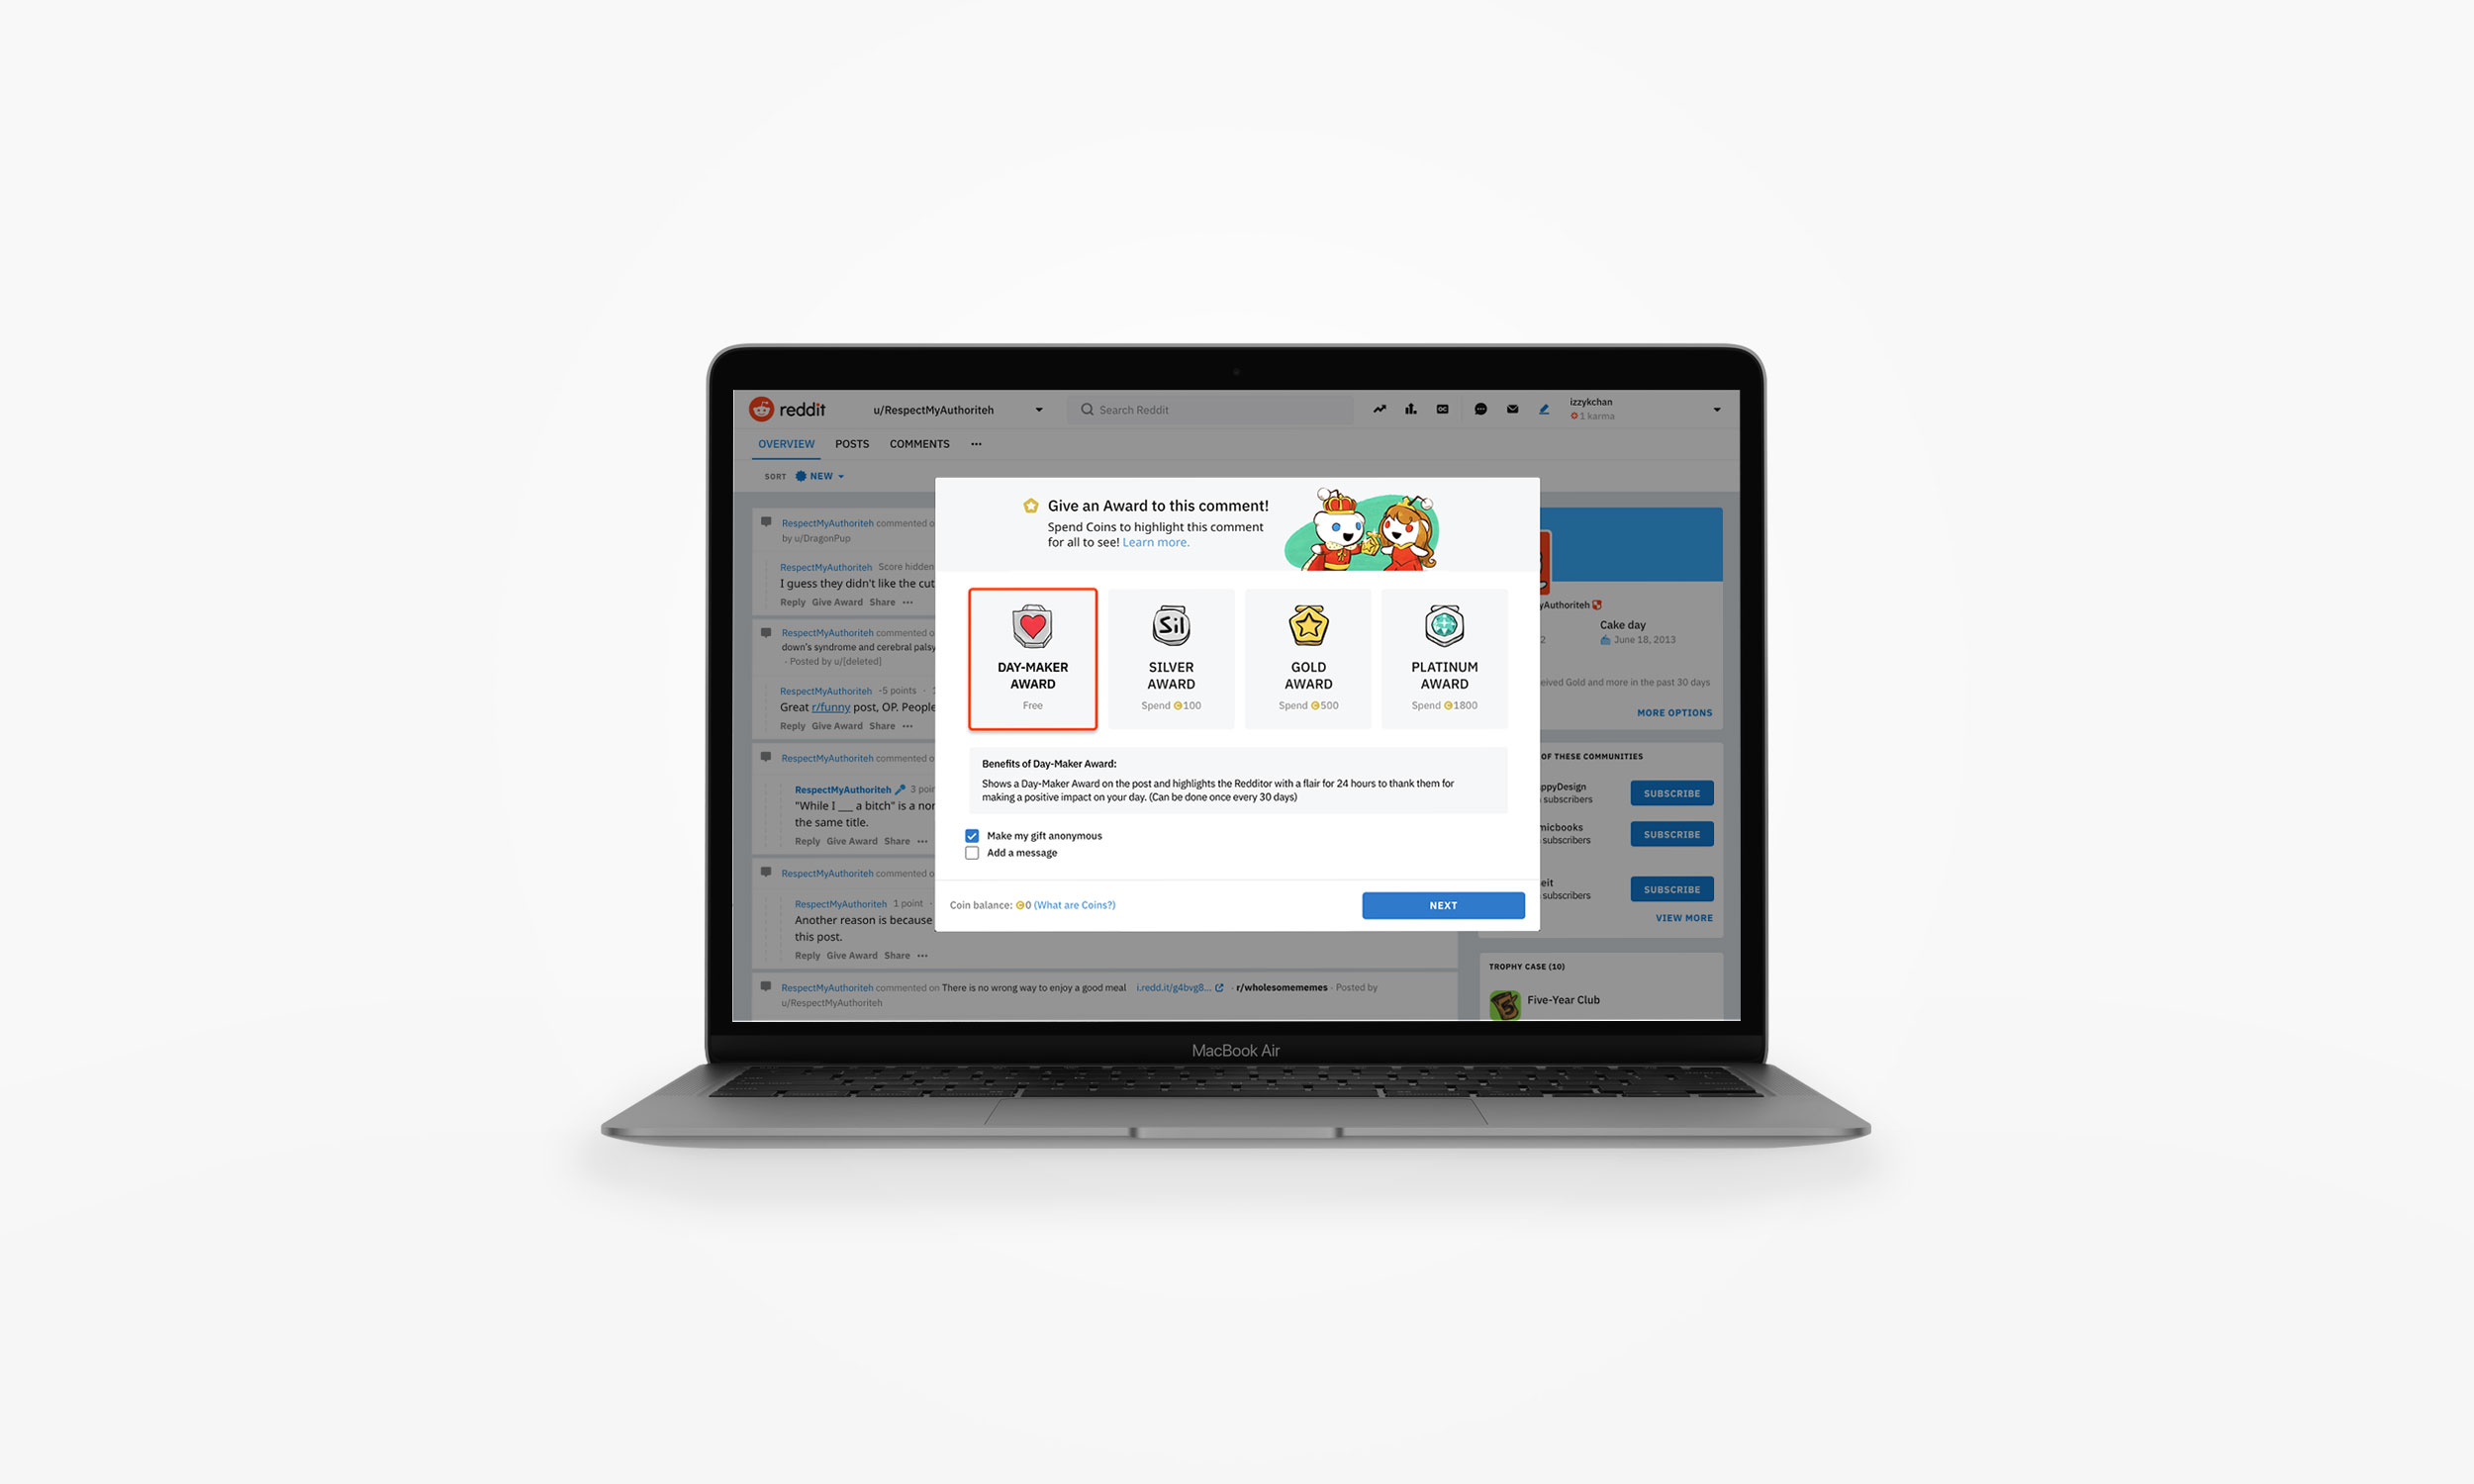 reddit
u/RespectMyAuthoriteh
Search Reddit
izzykchan
1 karma
OVERVIEW POSTS COMMENTS
SORT NEW
Give an Award to this comment!
Spend Coins to highlight this comment
for all to see! Learn more.
Sil
DAY-MAKER
AWARD
Free
SILVER
AWARD
Spend 100
GOLD
AWARD
Spend 500
PLATINUM
AWARD
Spend 1800
Benefits of Day-Maker Award:
Shows a Day-Maker Award on the post and highlights the Redditor with a flair for 24 hours to thank them for
making a positive impact on your day. (Can be done once every 30 days)
Make my gift anonymous
Add a message
Coin balance: 0 (What are Coins?)
NEXT
RespectMyAuthoriteh commented
by u/DragonPup
RespectMyAuthoriteh Score hidden
I guess they didn't like the cut
Reply Give Award Share
RespectMyAuthoriteh commented
down's syndrome and cerebral palsy
- Posted by u/[deleted]
RespectMyAuthoriteh -5 points
Great r/funny post, OP. People
Reply Give Award Share
RespectMyAuthoriteh commented
RespectMyAuthoriteh 3
"While I ___ a bitch" is a
the same title.
Reply Give Award Share
RespectMyAuthoriteh commented
RespectMyAuthoriteh 1 point
Another reason is because
this post.
Reply Give Award Share
RespectMyAuthoriteh commented on There is no wrong way to enjoy a good meal i.redd.it/g4bvg8... · r/wholesomememes · Posted by
u/RespectMyAuthoriteh
Authoriteh
Cake day
June 18, 2013
Gold and more in the past 30 days
MORE OPTIONS
OF THESE COMMUNITIES
subscribers
SUBSCRIBE
subscribers
SUBSCRIBE
subscribers
SUBSCRIBE
VIEW MORE
TROPHY CASE (10)
Five-Year Club
MacBook Air